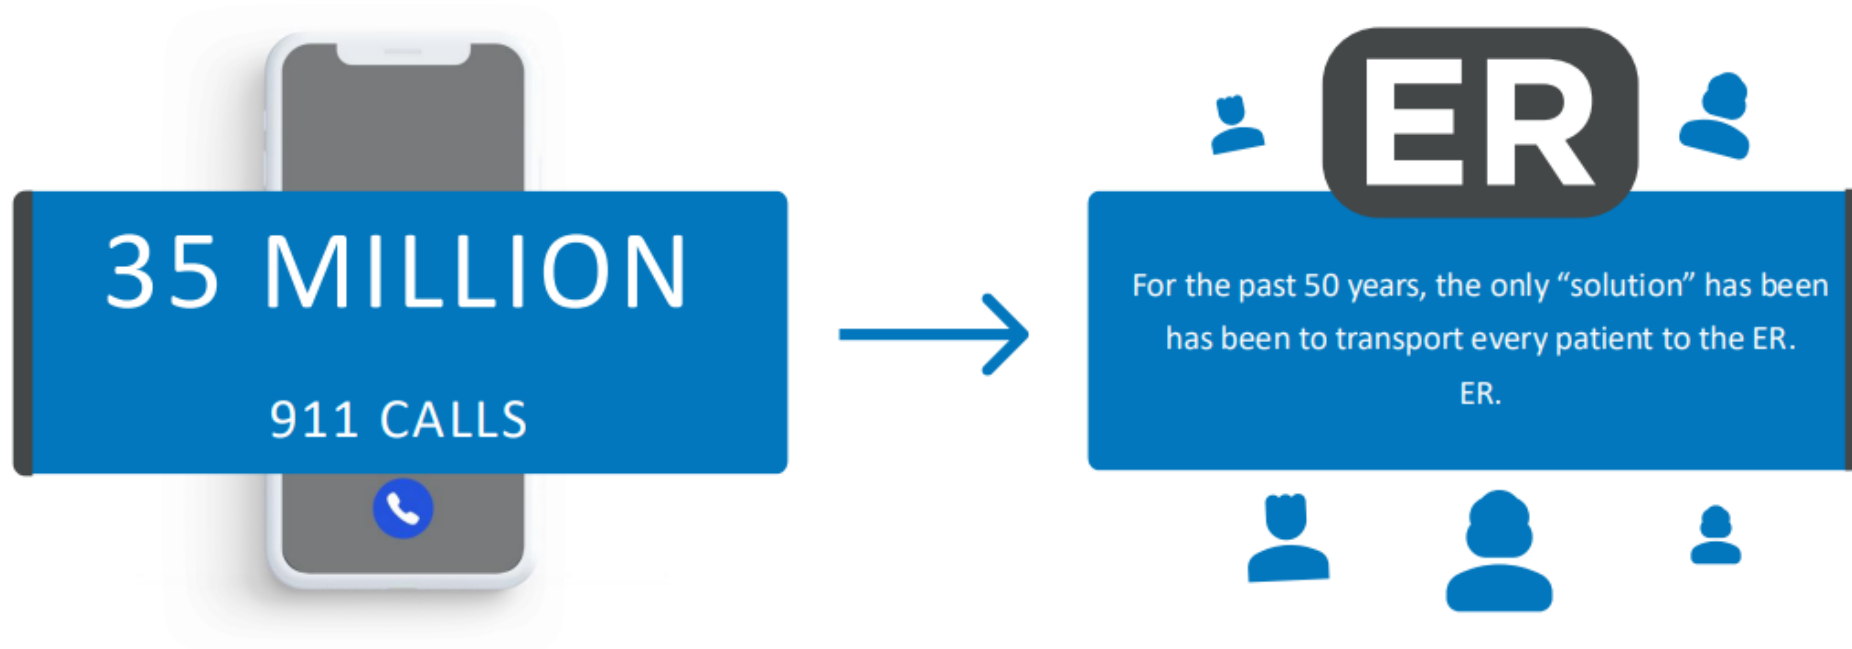 35 MILLION
911 CALLS
ER
For the past 50 years, the only “solution” has been
has been to transport every patient to the ER.
ER.